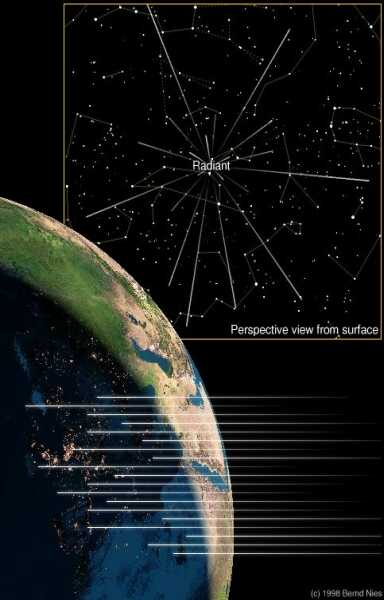 Radiant
Perspective view from surface
(c) 1998 Bernd Nies